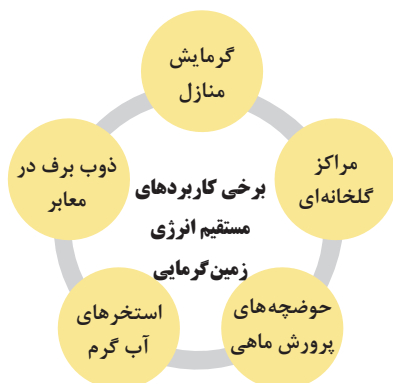 گرمایش
منازل
مراکز
گلخانه‌ای
ذوب برف در
معابر
برخی کاربردهای
مستقیم انرژی
زمین‌گرمایی
حوضچه‌های
پرورش ماهی
استخرهای
آب گرم